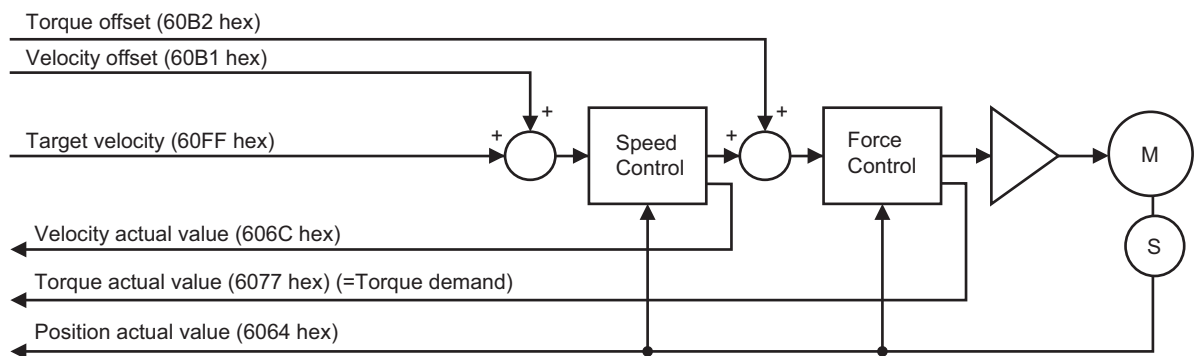 Torque offset (60B2 hex)
Velocity offset (60B1 hex)
+
+
Target velocity (60FF hex)
+
+
Speed
Control
Force
Control
M
Velocity actual value (606C hex)
S
Torque actual value (6077 hex) (=Torque demand)
Position actual value (6064 hex)